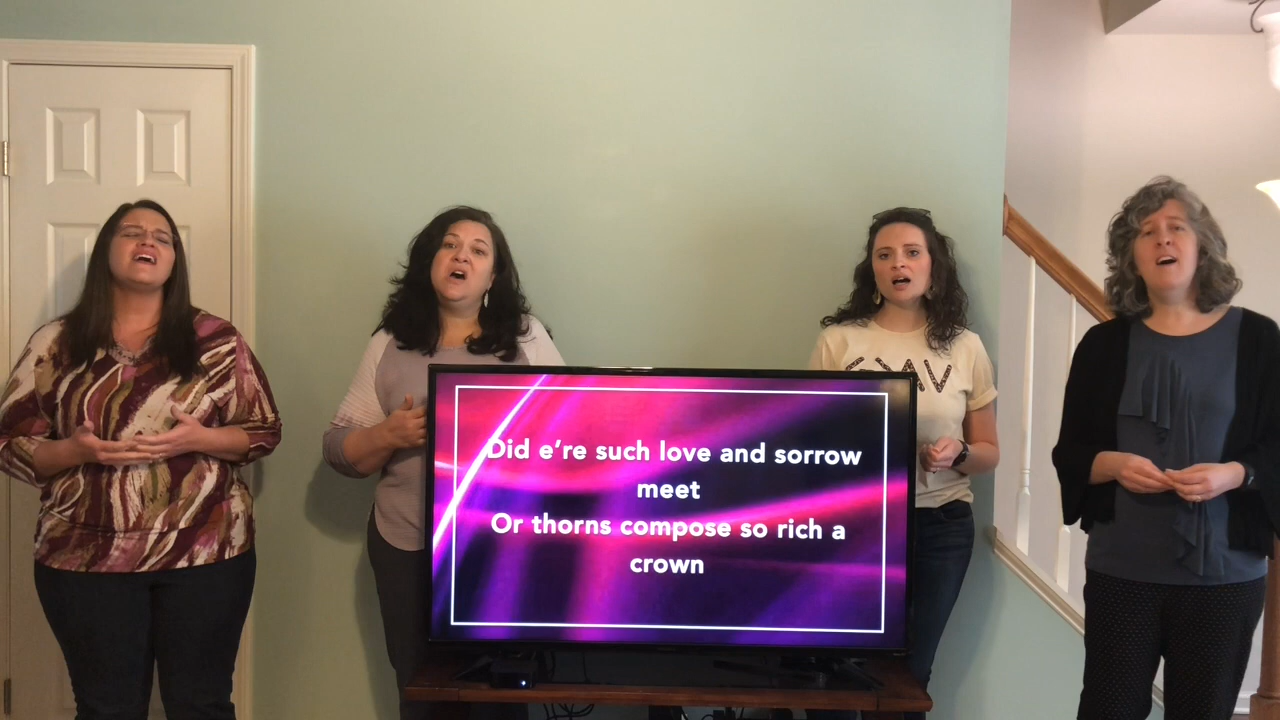 Did e're such love and sorrow
meet
Or thorns compose so rich a
crown